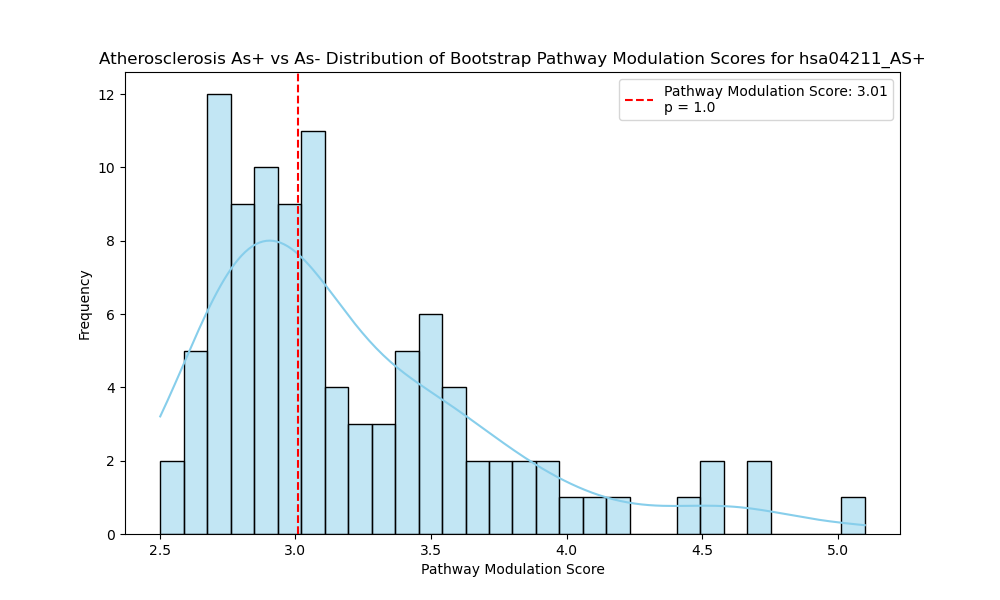 Atherosclerosis As+ vs As- Distribution of Bootstrap Pathway Modulation Scores for hsa04211_AS+
Pathway Modulation Score: 3.01
p = 1.0
Frequency
12
10
8
6
4
2
0
2.5 3.0 3.5 4.0 4.5 5.0
Pathway Modulation Score